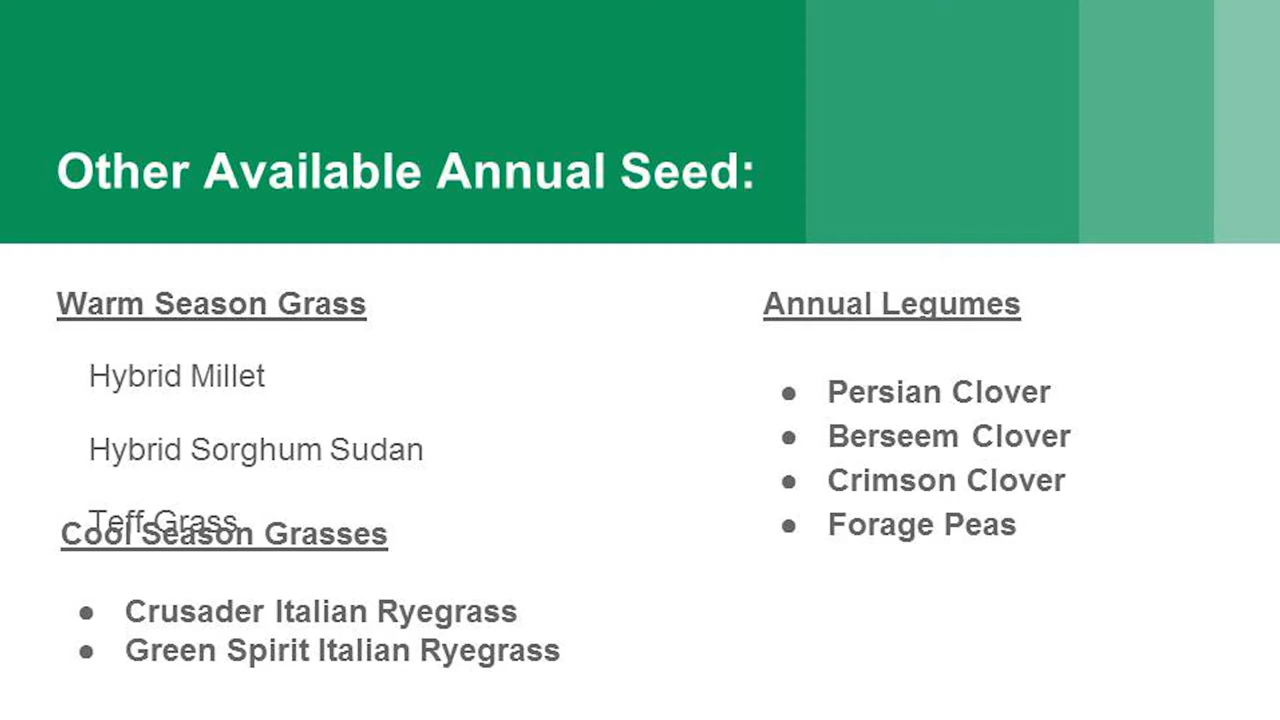 Other Available Annual Seed:
Warm Season Grass
Hybrid Millet
Hybrid Sorghum Sudan
Teff Grass
Cool Season Grasses
● Crusader Italian Ryegrass
● Green Spirit Italian Ryegrass
Annual Legumes
● Persian Clover
● Berseem Clover
● Crimson Clover
● Forage Peas